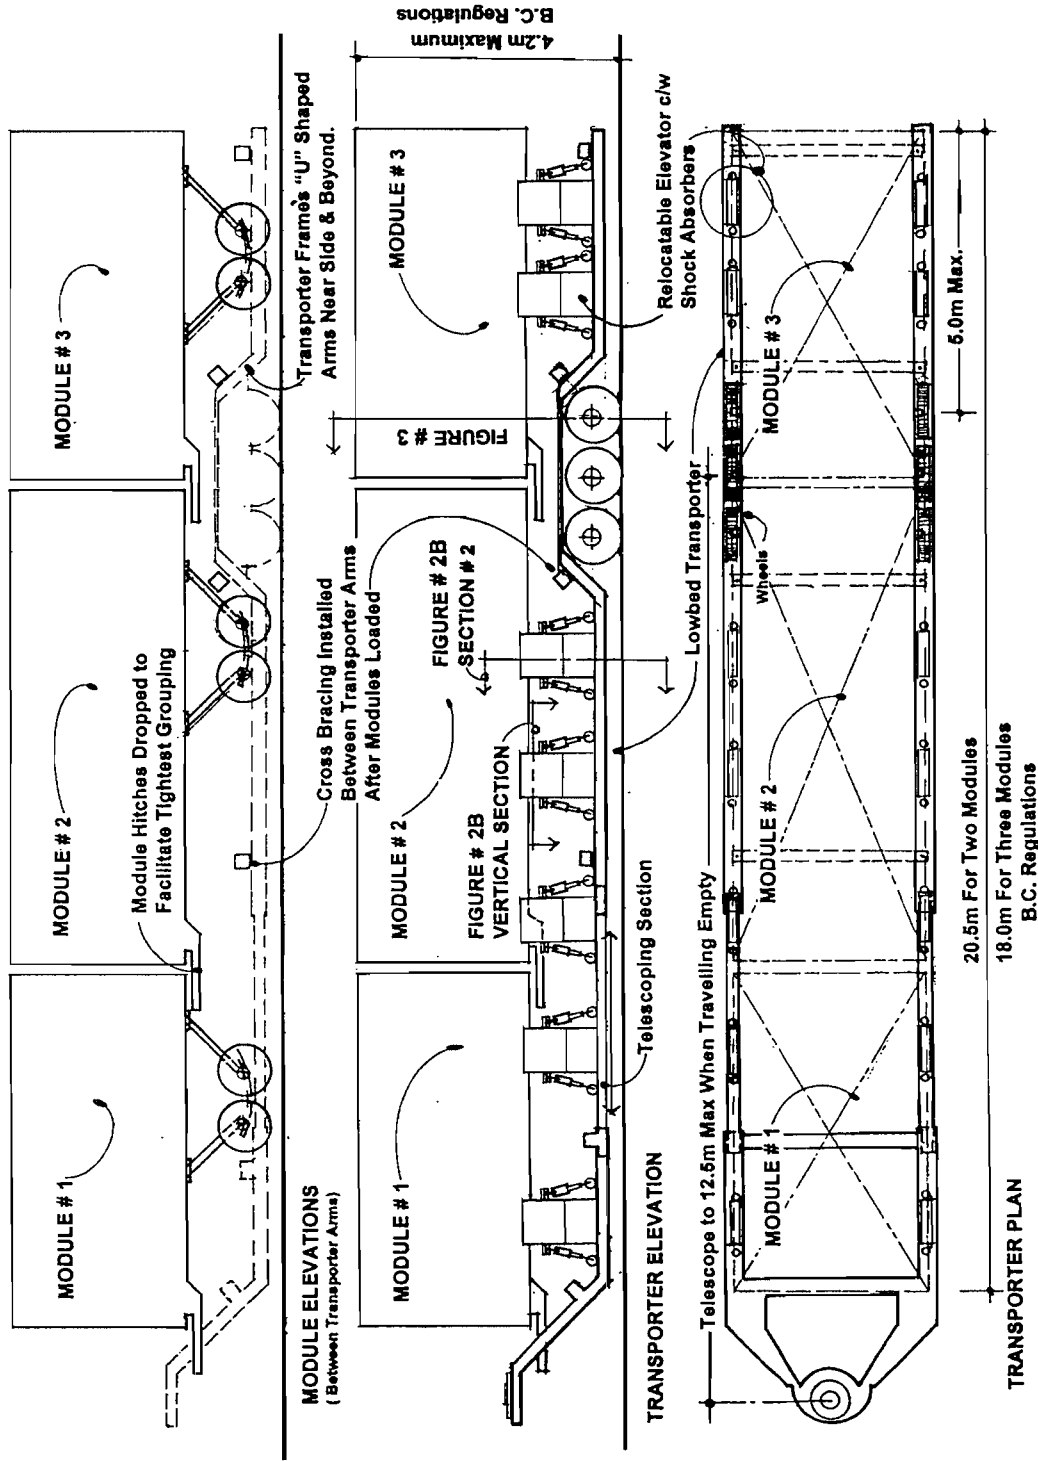 MODULE # 1
MODULE # 2
MODULE # 3
Module Hitches Dropped to
Facilitate Tightest Grouping
Transporter Frames "U" Shaped
Arms Near Side & Beyond.
MODULE ELEVATIONS
( Between Transporter Arms)
Cross Bracing Installed
Between Transporter Arms
After Modules Loaded
4.2m Maximum
B.C. Regulations
MODULE # 1
MODULE # 2
MODULE # 3
FIGURE # 2B
VERTICAL SECTION
FIGURE # 2B
SECTION # 2
FIGURE # 3
Telescoping Section
Lowbed Transporter
Relocatable Elevator c/w
Shock Absorbers
TRANSPORTER ELEVATION
Telescope to 12.5m Max When Travelling Empty
MODULE # 1
MODULE # 2
MODULE # 3
Wheels
5.0m Max.
20.5m For Two Modules
18.0m For Three Modules
B.C. Regulations
TRANSPORTER PLAN